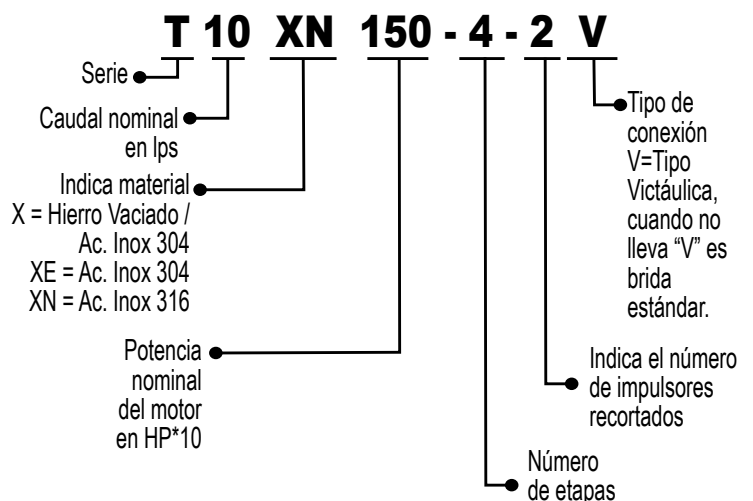 T 10 XN 150 - 4 - 2 V
Serie
Caudal nominal
en lps
Indica material
X = Hierro Vaciado /
Ac. Inox 304
XE = Ac. Inox 304
XN = Ac. Inox 316
Potencia
nominal
del motor
en HP*10
Tipo de
conexión
V=Tipo
Victáulica,
cuando no
lleva “V” es
brida
estándar.
Indica el número
de impulsores
recortados
Número
de etapas